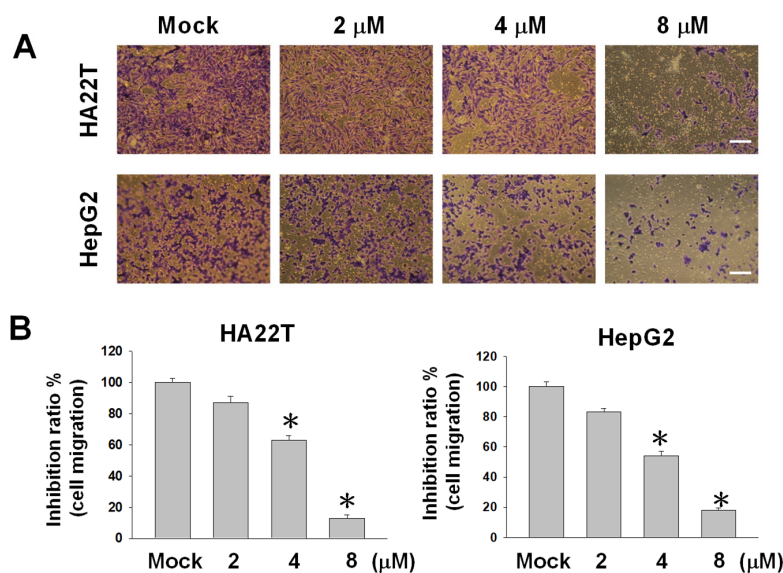 Mock 2 μM 4 μM 8 μM
A
HA22T
HepG2
B
HA22T
Inhibition ratio %
(cell migration)
120
100
80
60
40
20
0
*
*
Mock 2 4 8 (μM)
HepG2
Inhibition ratio %
(cell migration)
120
100
80
60
40
20
0
*
*
Mock 2 4 8 (μM)